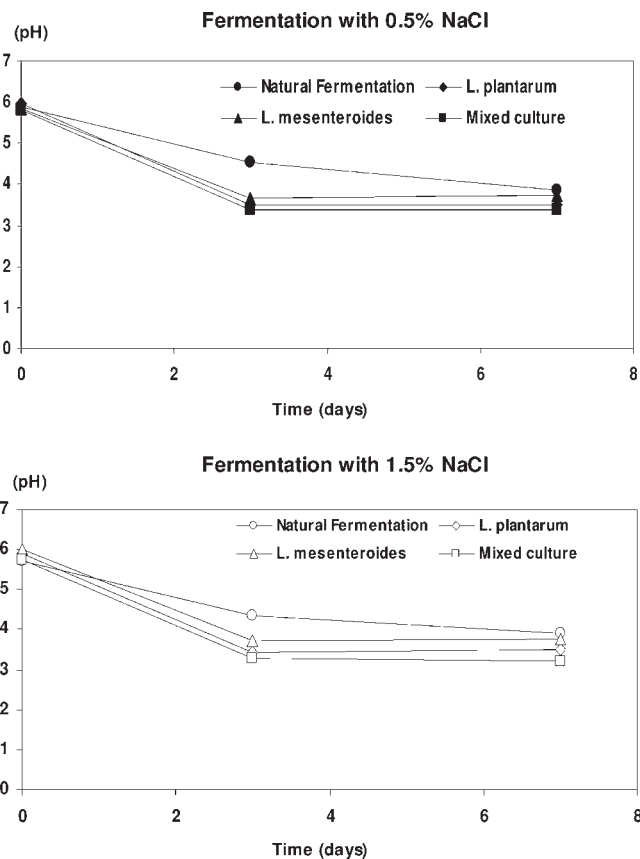 Fermentation with 0.5% NaCl
(pH)
7
Natural Fermentation L. plantarum
6
L. mesenteroides Mixed culture
5
4
3
2
1
0
0 2 4 6 8
Time (days)
Fermentation with 1.5% NaCl
(pH)
7
Natural Fermentation L. plantarum
6
L. mesenteroides Mixed culture
5
4
3
2
1
0
0 2 4 6 8
Time (days)